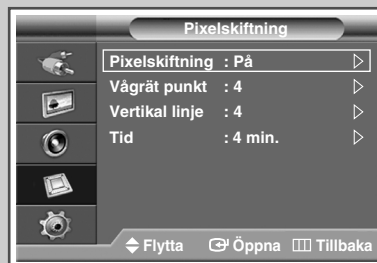 Pixelskiftning
Pixelskiftning : På
Vågrät punkt : 4
Vertikal linje : 4
Tid : 4 min.
Flytta Öppna Tillbaka